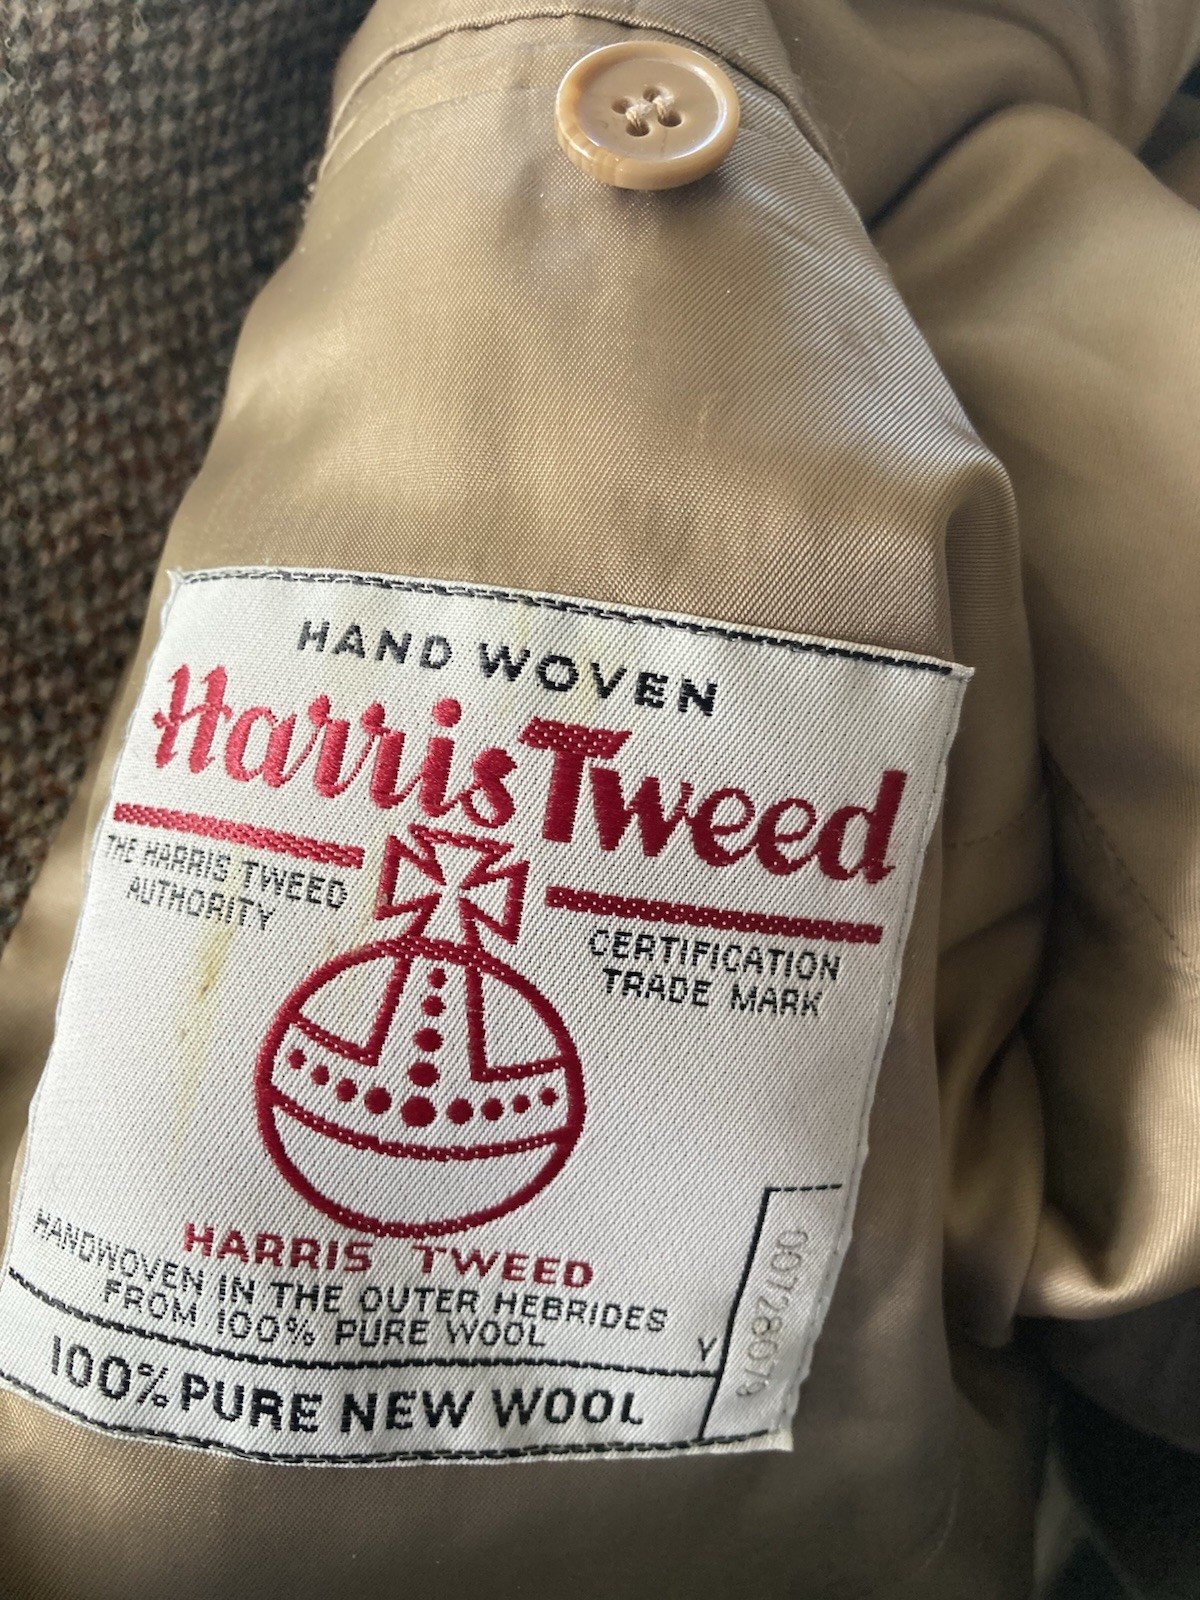 HAND WOVEN
Harris Tweed
THE HARRIS TWEED
AUTHORITY
CERTIFICATION
TRADE MARK
HARRIS TWEED
HANDWOVEN IN THE OUTER HEBRIDES
FROM 100% PURE WOOL
100% PURE NEW WOOL
Y